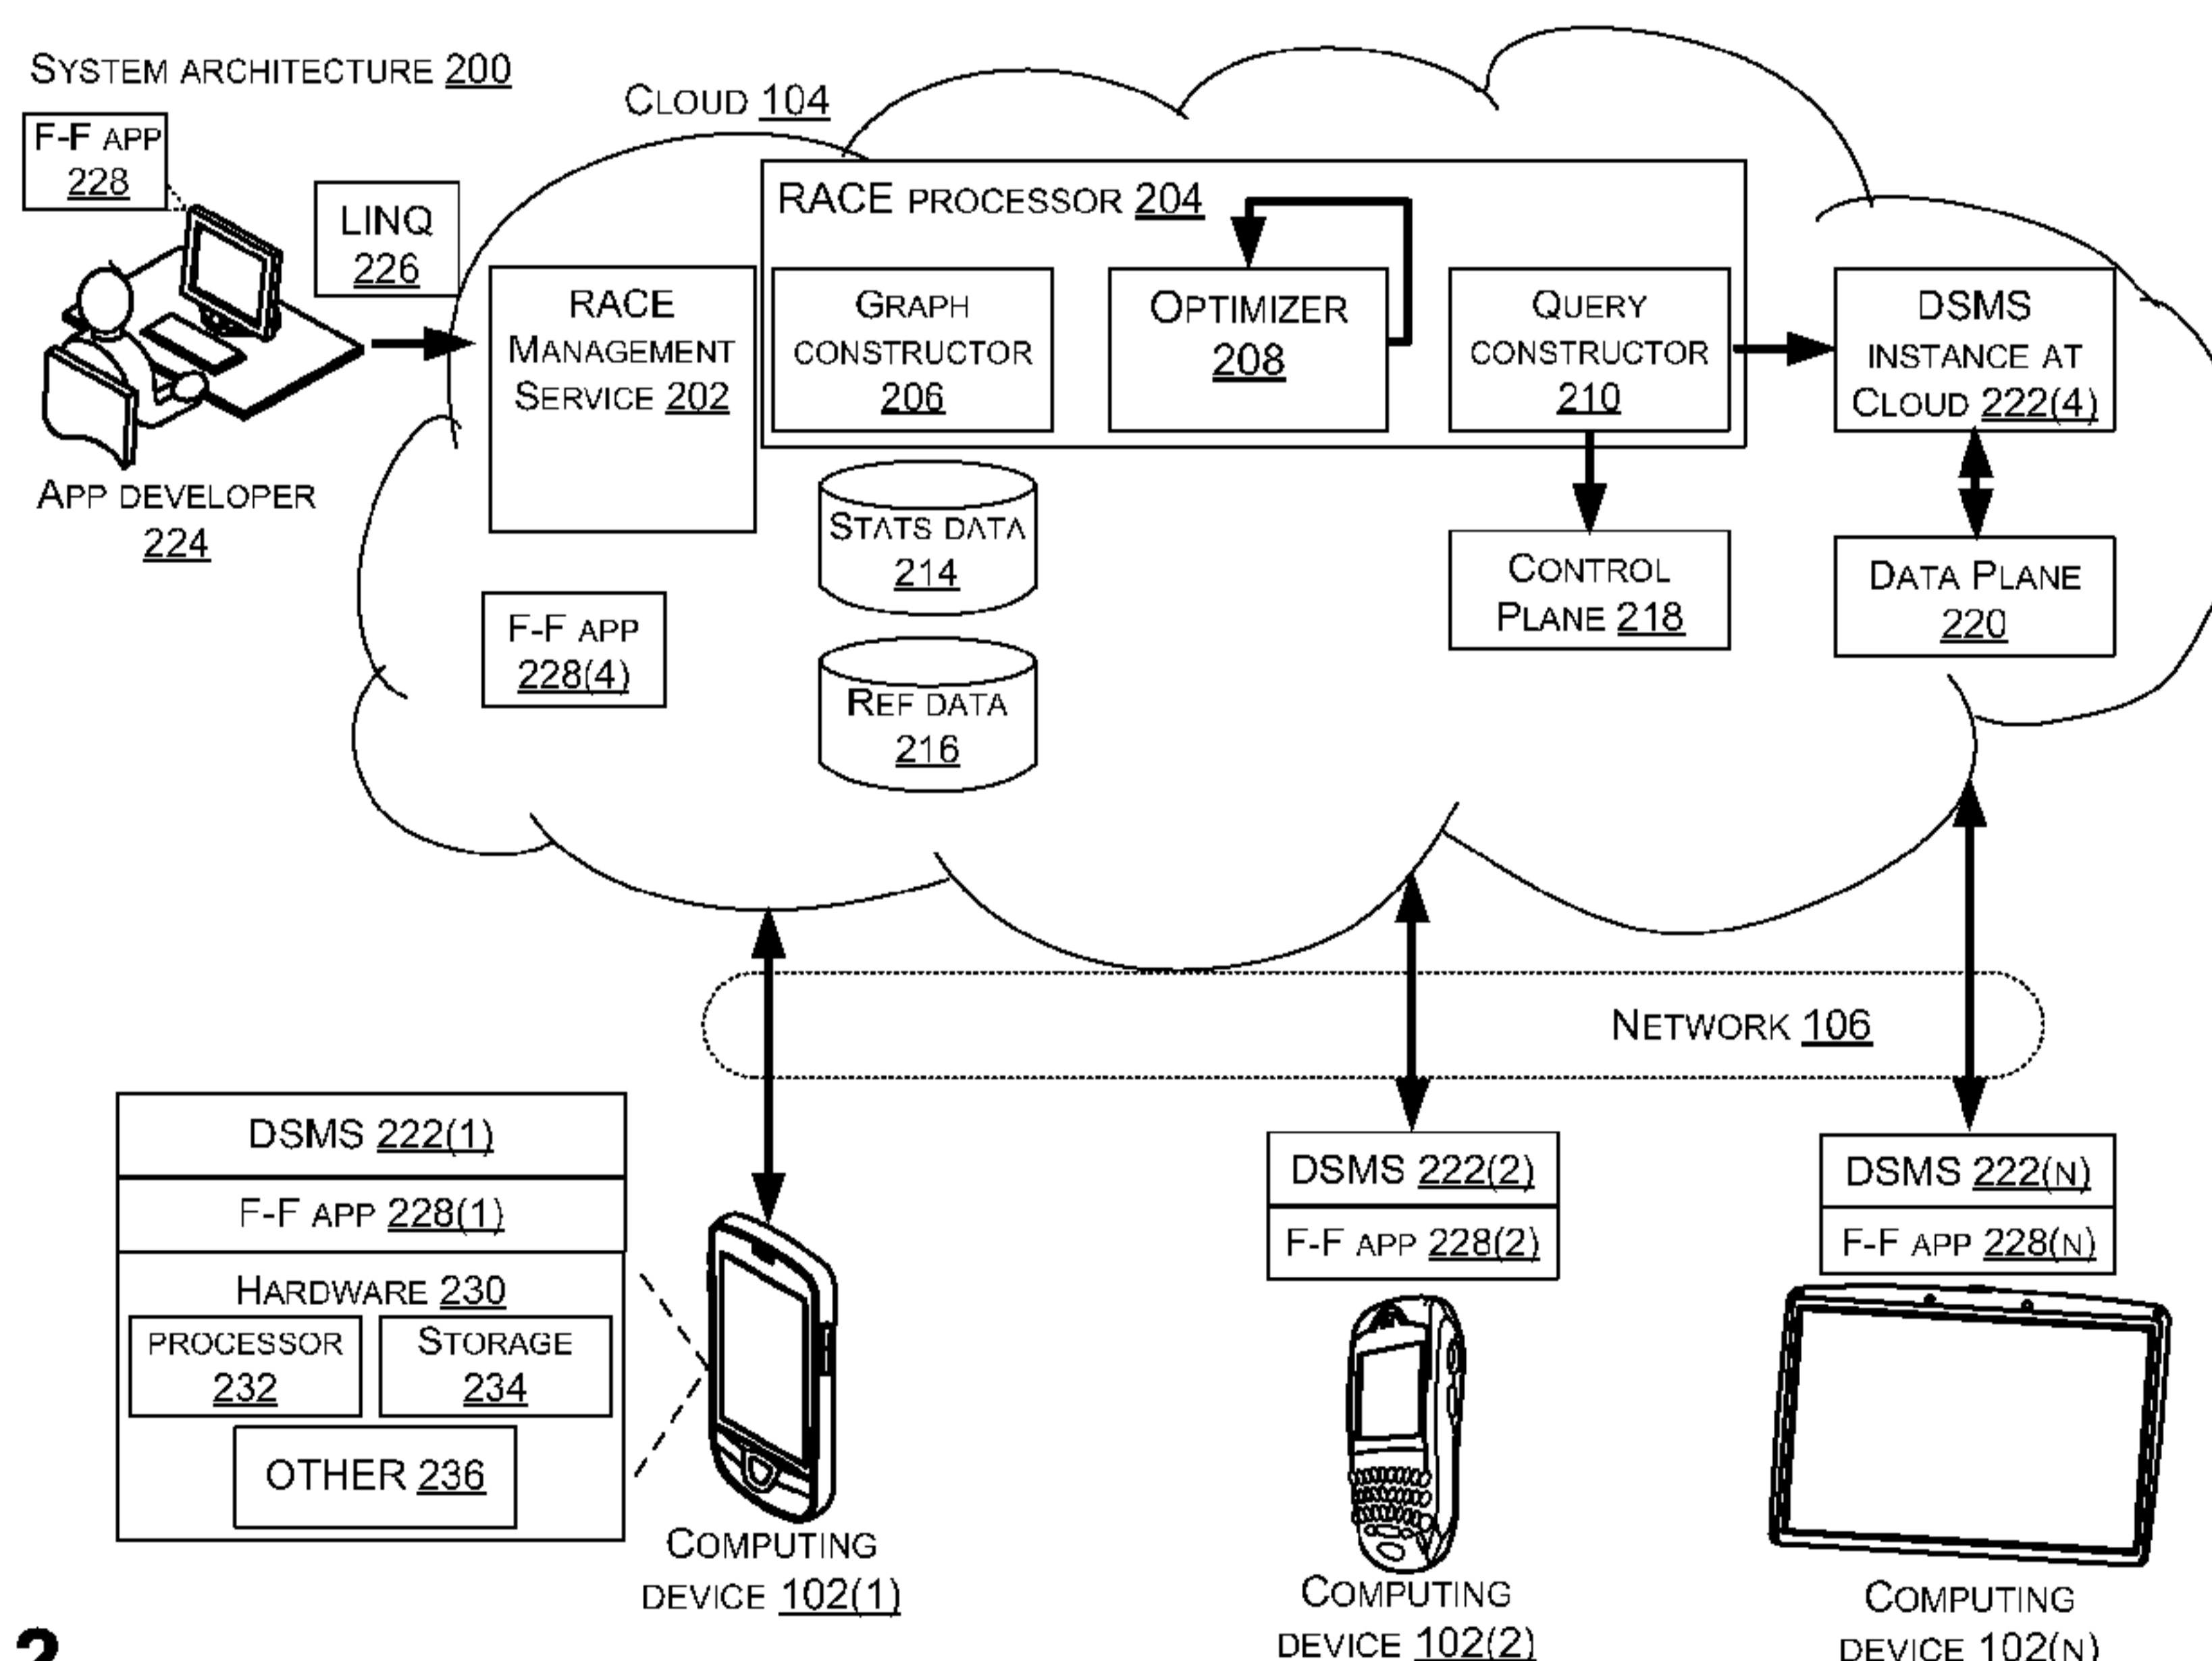 SYSTEM ARCHITECTURE 200
CLOUD 104
F-F APP
228
LINQ
226
APP DEVELOPER
224
RACE PROCESSOR 204
RACE
MANAGEMENT
SERVICE 202
GRAPH
CONSTRUCTOR
206
OPTIMIZER
208
QUERY
CONSTRUCTOR
210
DSMS
INSTANCE AT
CLOUD 222(4)
STATS DATA
214
REF DATA
216
F-F APP
228(4)
CONTROL
PLANE 218
DATA PLANE
220
NETWORK 106
DSMS 222(1)
F-F APP 228(1)
HARDWARE 230
PROCESSOR
232
STORAGE
234
OTHER 236
COMPUTING
DEVICE 102(1)
DSMS 222(2)
F-F APP 228(2)
COMPUTING
DEVICE 102(2)
DSMS 222(N)
F-F APP 228(N)
COMPUTING
DEVICE 102(N)
2